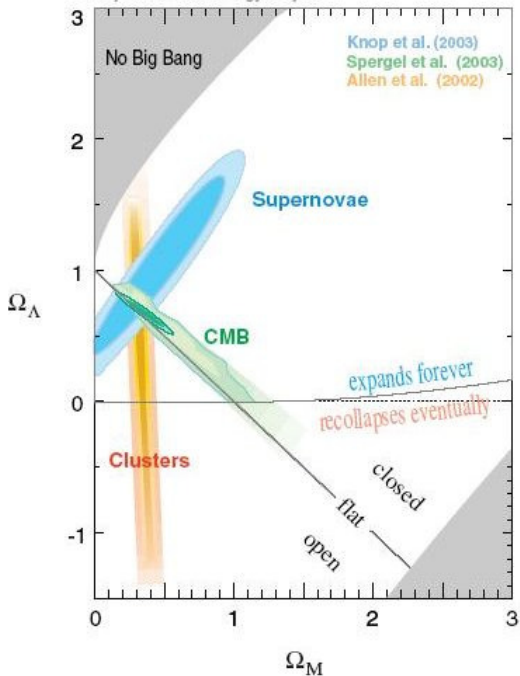 3
No Big Bang
Knop et al. (2003)
Spergel et al. (2003)
Allen et al. (2002)
2
Supernovae
1
Ω_Λ
CMB
expands forever
0
recollapses eventually
Clusters
closed
flat
-1
open
0
1
2
3
Ω_M